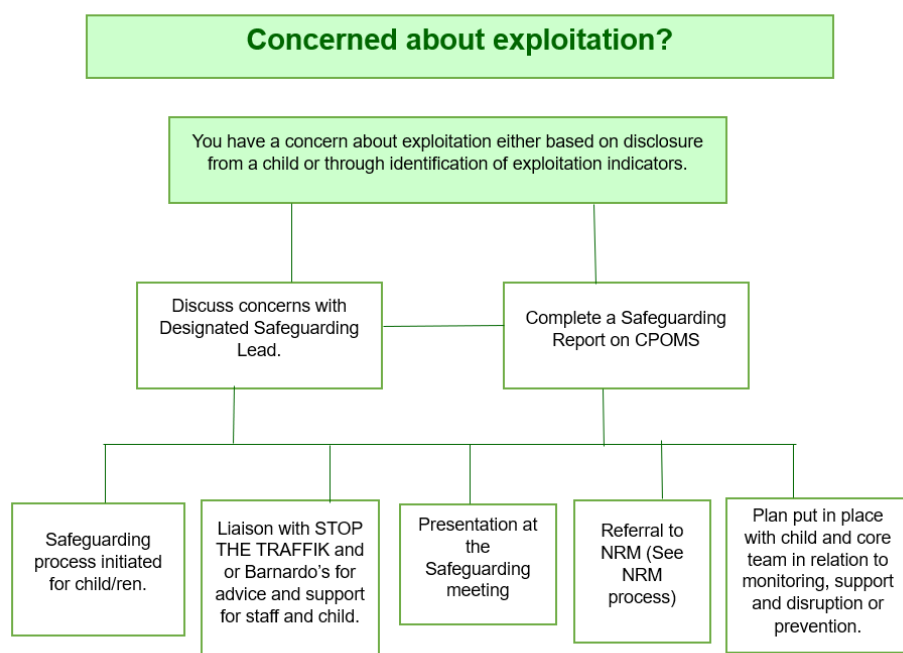 Concerned about exploitation?
You have a concern about exploitation either based on disclosure
from a child or through identification of exploitation indicators.
Discuss concerns with
Designated Safeguarding
Lead.
Complete a Safeguarding
Report on CPOMS
Safeguarding
process initiated
for child/ren.
Liaison with STOP
THE TRAFFIK and
or Barnardo’s for
advice and support
for staff and child.
Presentation at
the
Safeguarding
meeting
Referral to
NRM (See
NRM
process)
Plan put in place
with child and core
team in relation to
monitoring, support
and disruption or
prevention.